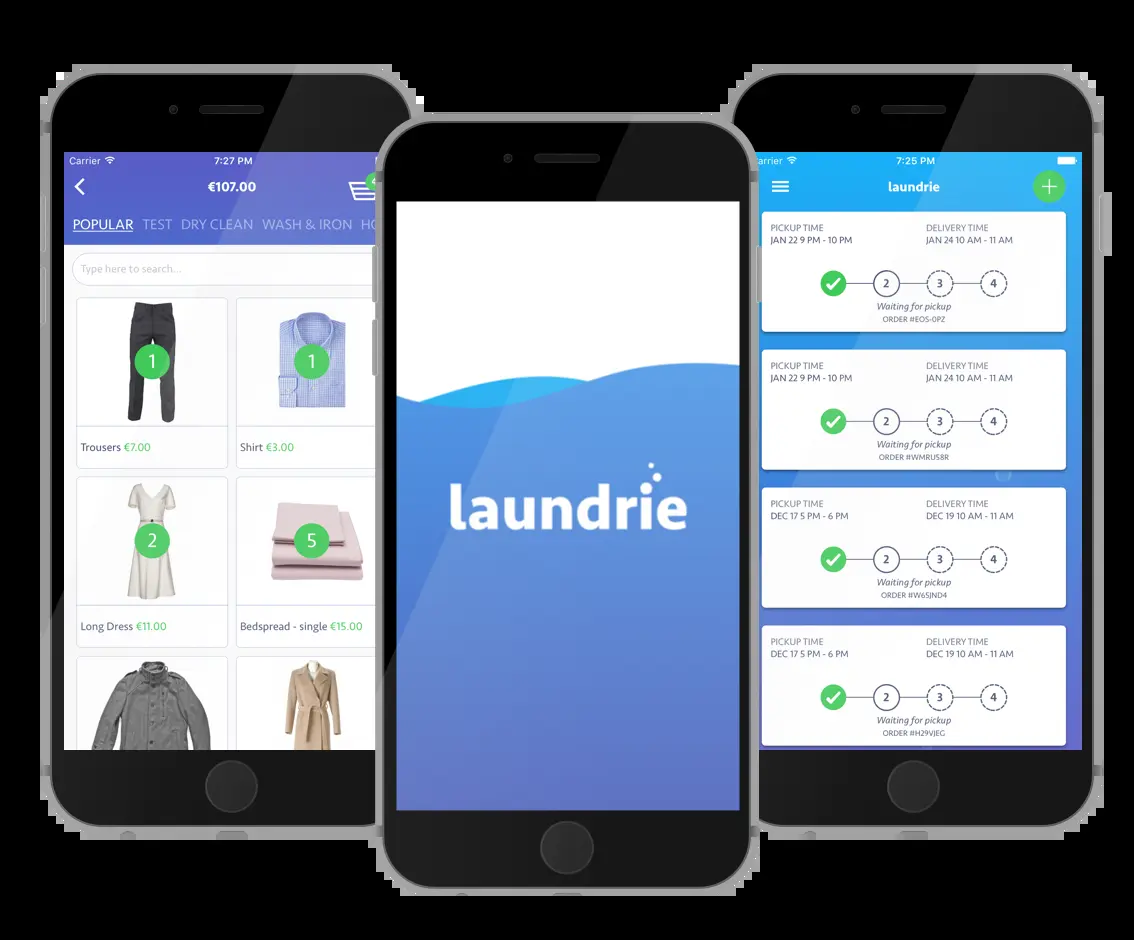 Carrier 7:27 PM
€107.00
POPULAR TEST DRY CLEAN WASH & IRON
Type here to search...
1
1
Trousers €7.00
Shirt €3.00
2
5
Long Dress €11.00
Bedspread - single €15.00
laundrie
arrier 7:25 PM
laundrie
PICKUP TIME DELIVERY TIME
JAN 22 9 PM - 10 PM JAN 24 10 AM - 11 AM
2 3 4
Waiting for pickup
ORDER #EOS-0PZ
PICKUP TIME DELIVERY TIME
JAN 22 9 PM - 10 PM JAN 24 10 AM - 11 AM
2 3 4
Waiting for pickup
ORDER #WMRUS8R
PICKUP TIME DELIVERY TIME
DEC 17 5 PM - 6 PM DEC 19 10 AM - 11 AM
2 3 4
Waiting for pickup
ORDER #W6SJND4
PICKUP TIME DELIVERY TIME
DEC 17 5 PM - 6 PM DEC 19 10 AM - 11 AM
2 3 4
Waiting for pickup
ORDER #H29VJEG